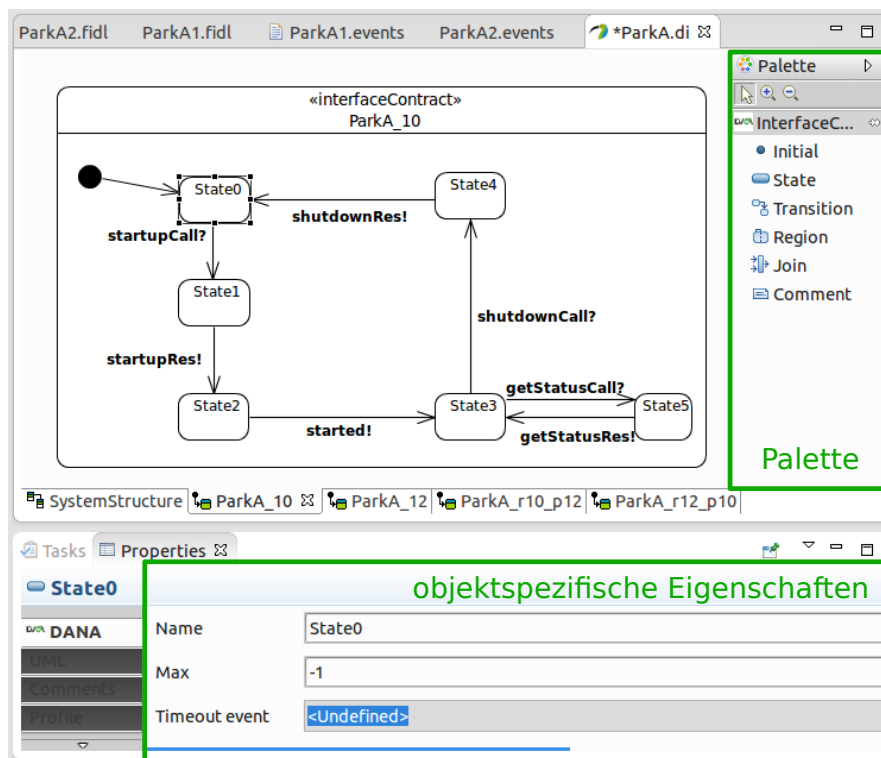 ParkA2.fidl ParkA1.fidl ParkA1.events ParkA2.events *ParkA.di
Palette
«interfaceContract»
ParkA_10
InterfaceC...
Initial
State
Transition
Region
Join
Comment
State0
State4
shutdownRes!
startupCall?
State1
shutdownCall?
startupRes!
getStatusCall?
State2
State3
State5
started!
getStatusRes!
Palette
SystemStructure ParkA_10 ParkA_12 ParkA_r10_p12 ParkA_r12_p10
Tasks Properties
State0
objektspezifische Eigenschaften
DANA
Name State0
UML
Max -1
Comments
Profile
Timeout event <Undefined>